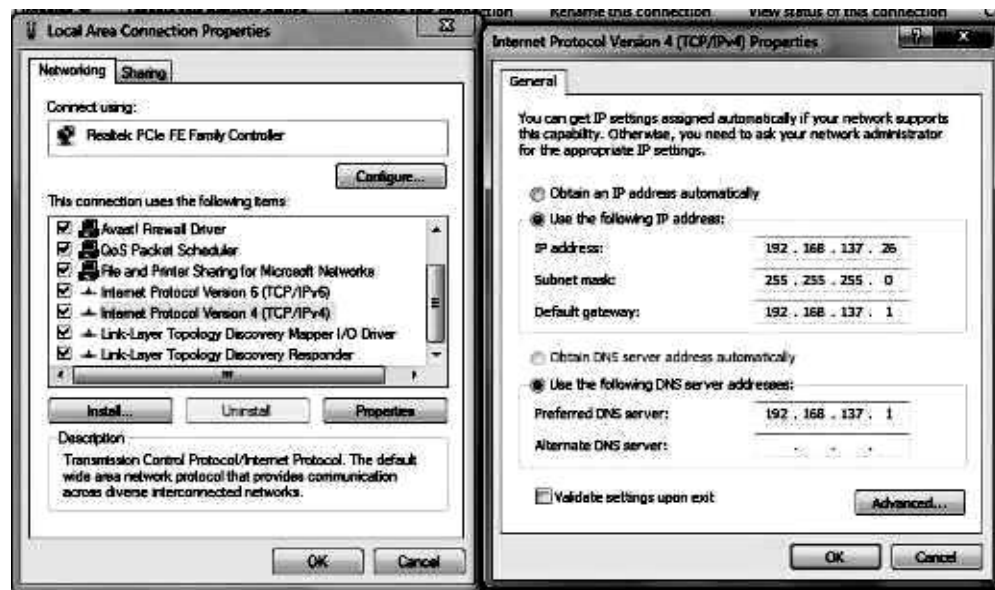 Rename this connection
View status of this connection
Local Area Connection Properties
Networking
Sharing
Connect using:
Realtek PCIe FE Family Controller
Configure...
This connection uses the following items:
Avast! Firewall Driver
QoS Packet Scheduler
File and Printer Sharing for Microsoft Networks
Internet Protocol Version 6 (TCP/IPv6)
Internet Protocol Version 4 (TCP/IPv4)
Link-Layer Topology Discovery Mapper I/O Driver
Link-Layer Topology Discovery Responder
Install...
Uninstall
Properties
Description
Transmission Control Protocol/Internet Protocol. The default
wide area network protocol that provides communication
across diverse interconnected networks.
OK
Cancel
Internet Protocol Version 4 (TCP/IPv4) Properties
General
You can get IP settings assigned automatically if your network supports
this capability. Otherwise, you need to ask your network administrator
for the appropriate IP settings.
Obtain an IP address automatically
Use the following IP address:
IP address: 192 . 168 . 137 . 26
Subnet mask: 255 . 255 . 255 . 0
Default gateway: 192 . 168 . 137 . 1
Obtain DNS server address automatically
Use the following DNS server addresses:
Preferred DNS server: 192 . 168 . 137 . 1
Alternate DNS server: . . .
Validate settings upon exit
Advanced...
OK
Cancel